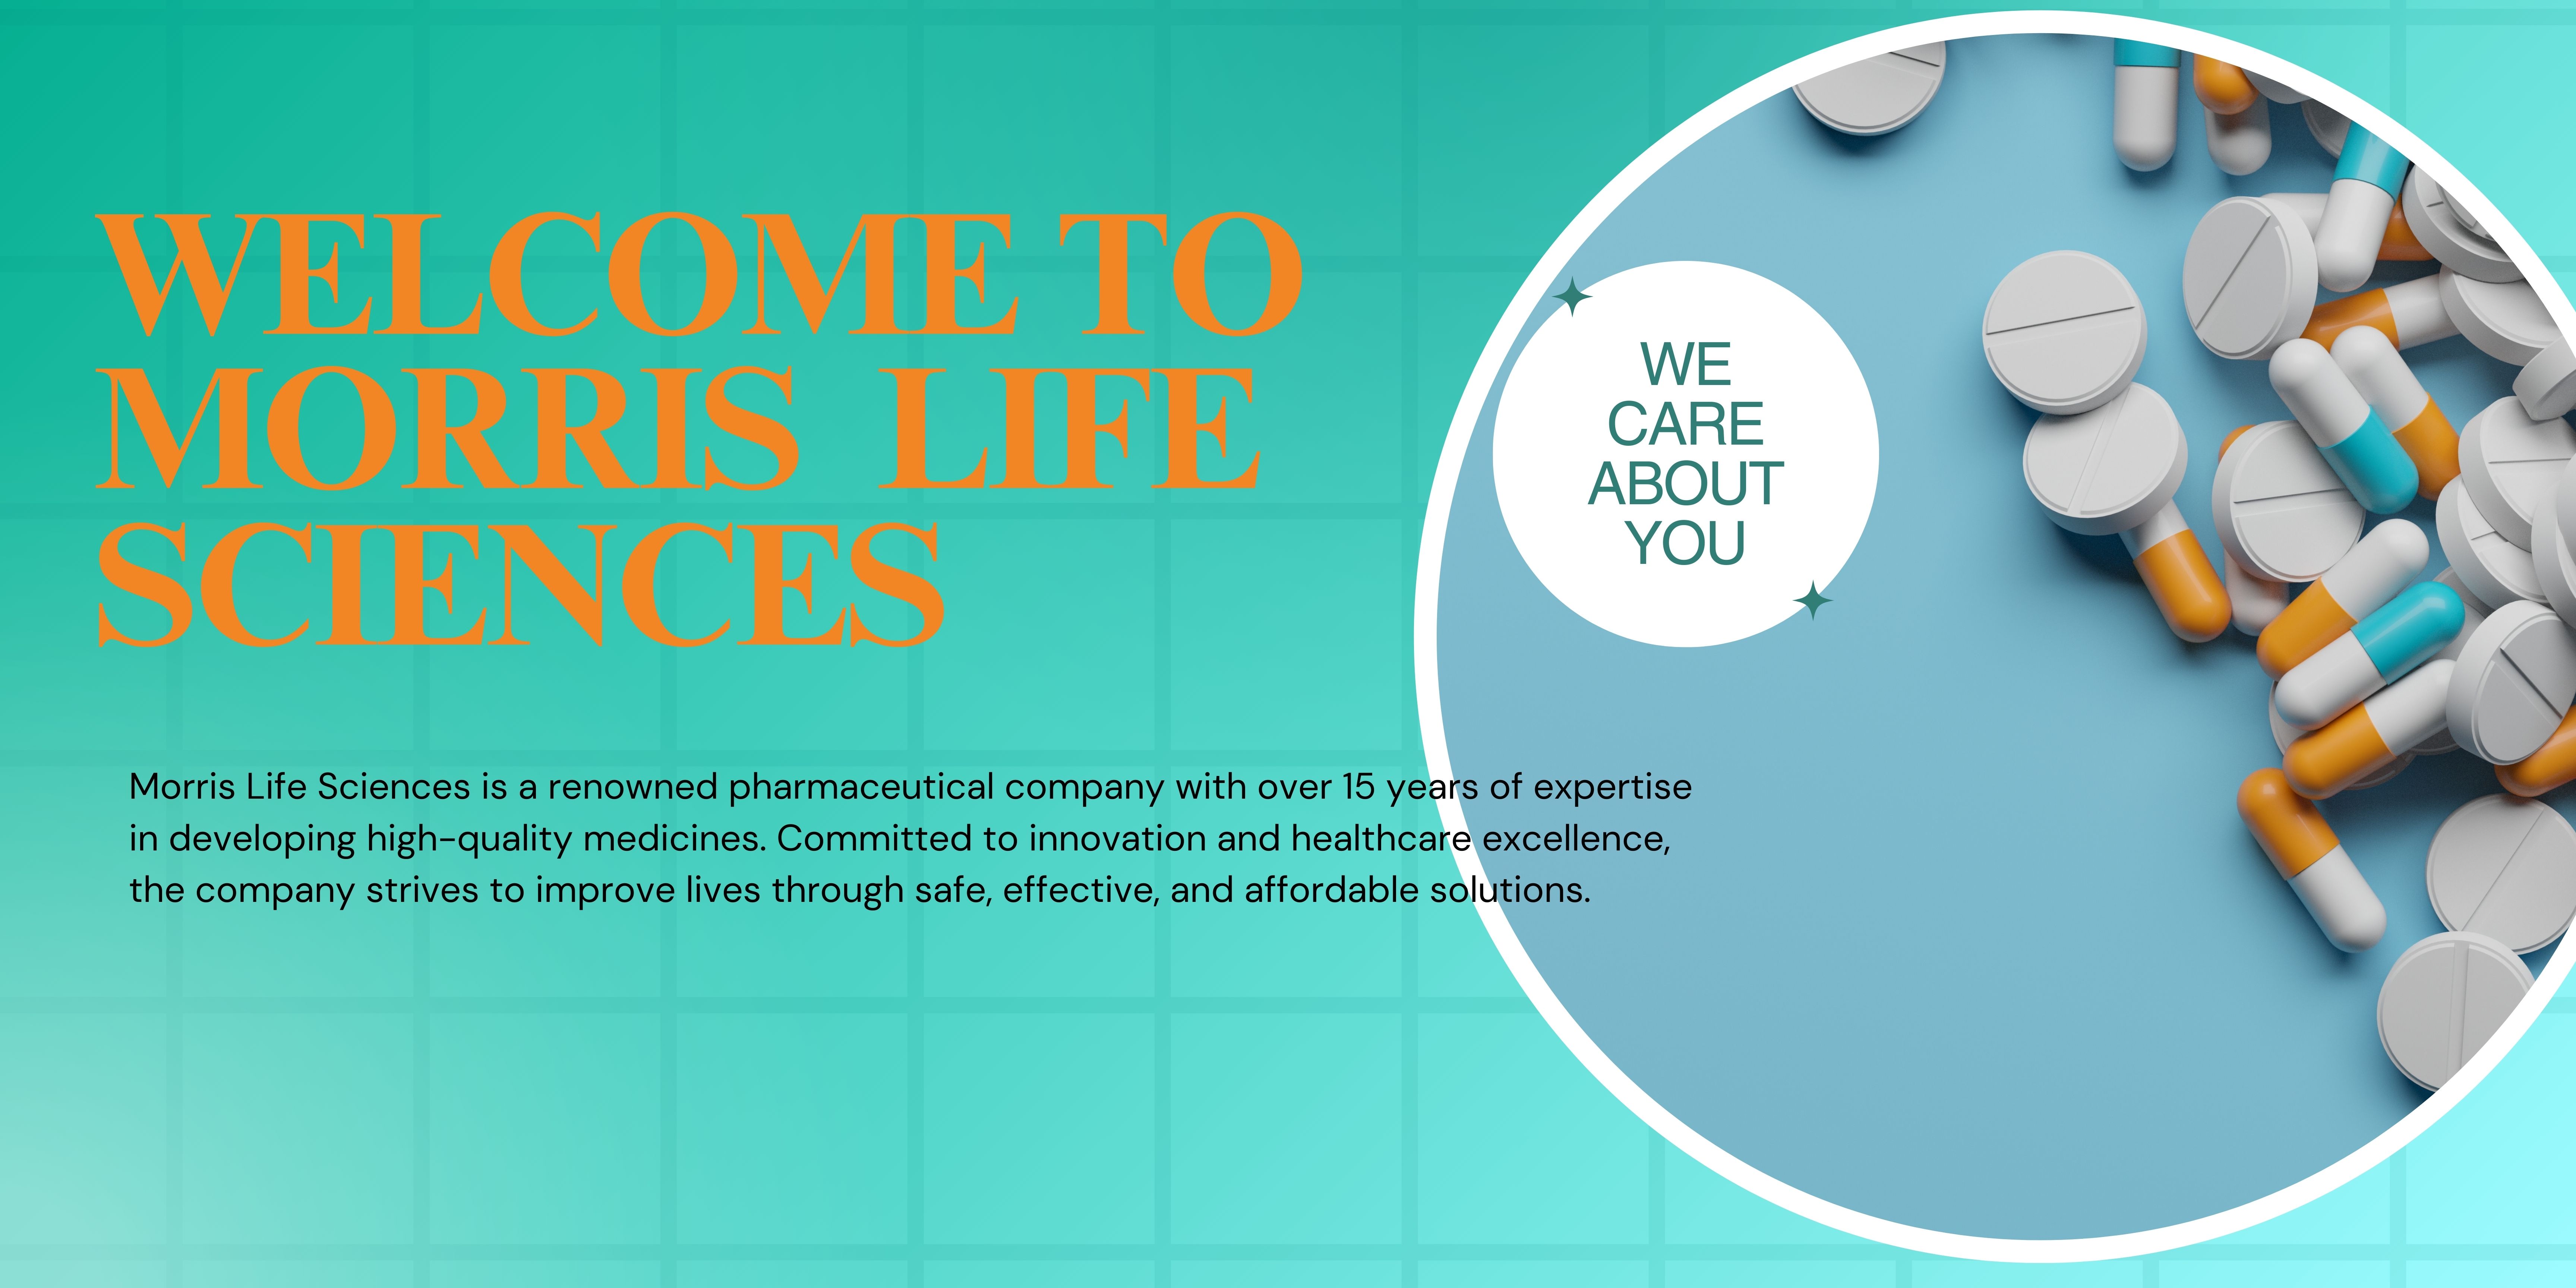 WELCOME TO
MORRIS LIFE
SCIENCES
WE
CARE
ABOUT
YOU
Morris Life Sciences is a renowned pharmaceutical company with over 15 years of expertise
in developing high-quality medicines. Committed to innovation and healthcare excellence,
the company strives to improve lives through safe, effective, and affordable solutions.